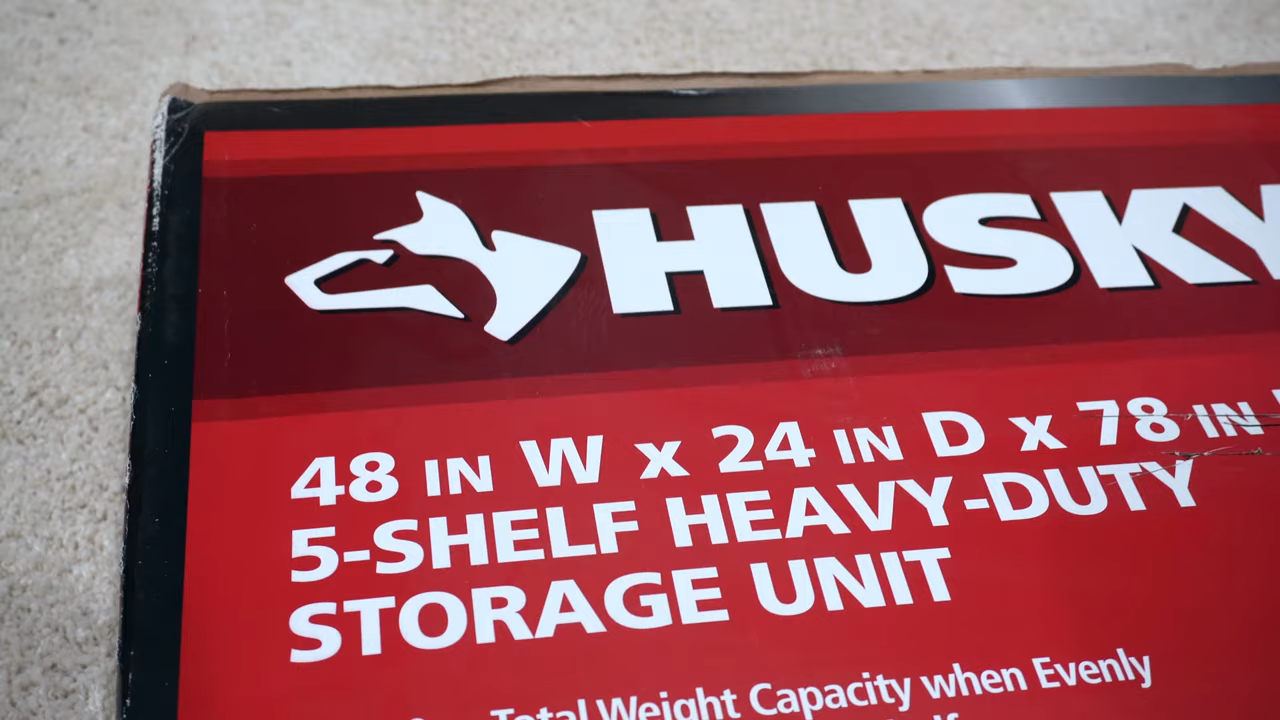 HUSKY
48 IN W x 24 IN D x 78 IN
5-SHELF HEAVY-DUTY
STORAGE UNIT
Total Weight Capacity when Evenly